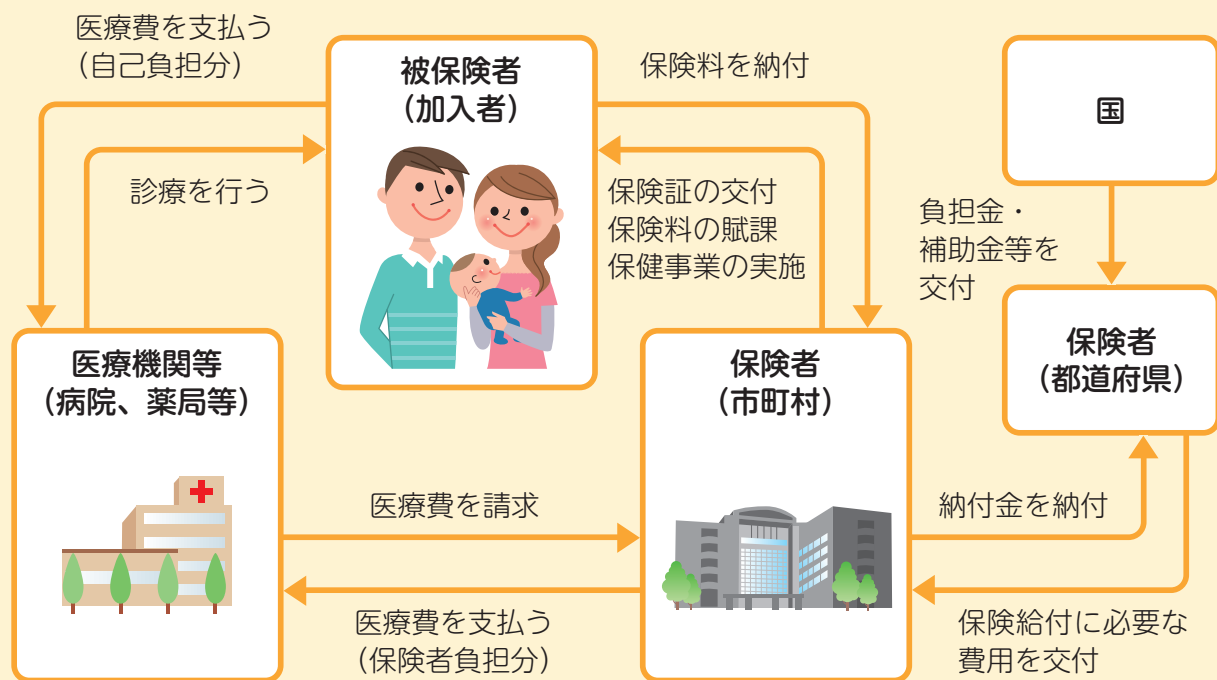 医療費を支払う
(自己負担分)
被保険者
(加入者)
保険料を納付
国
診療を行う
保険証の交付
保険料の賦課
保健事業の実施
負担金・
補助金等を
交付
医療機関等
(病院、薬局等)
保険者
(市町村)
保険者
(都道府県)
医療費を請求
納付金を納付
医療費を支払う
(保険者負担分)
保険給付に必要な
費用を交付